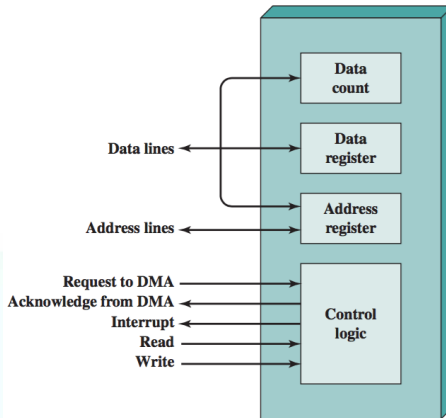 Data
count
Data lines
Data
register
Address lines
Address
register
Request to DMA
Acknowledge from DMA
Interrupt
Read
Write
Control
logic